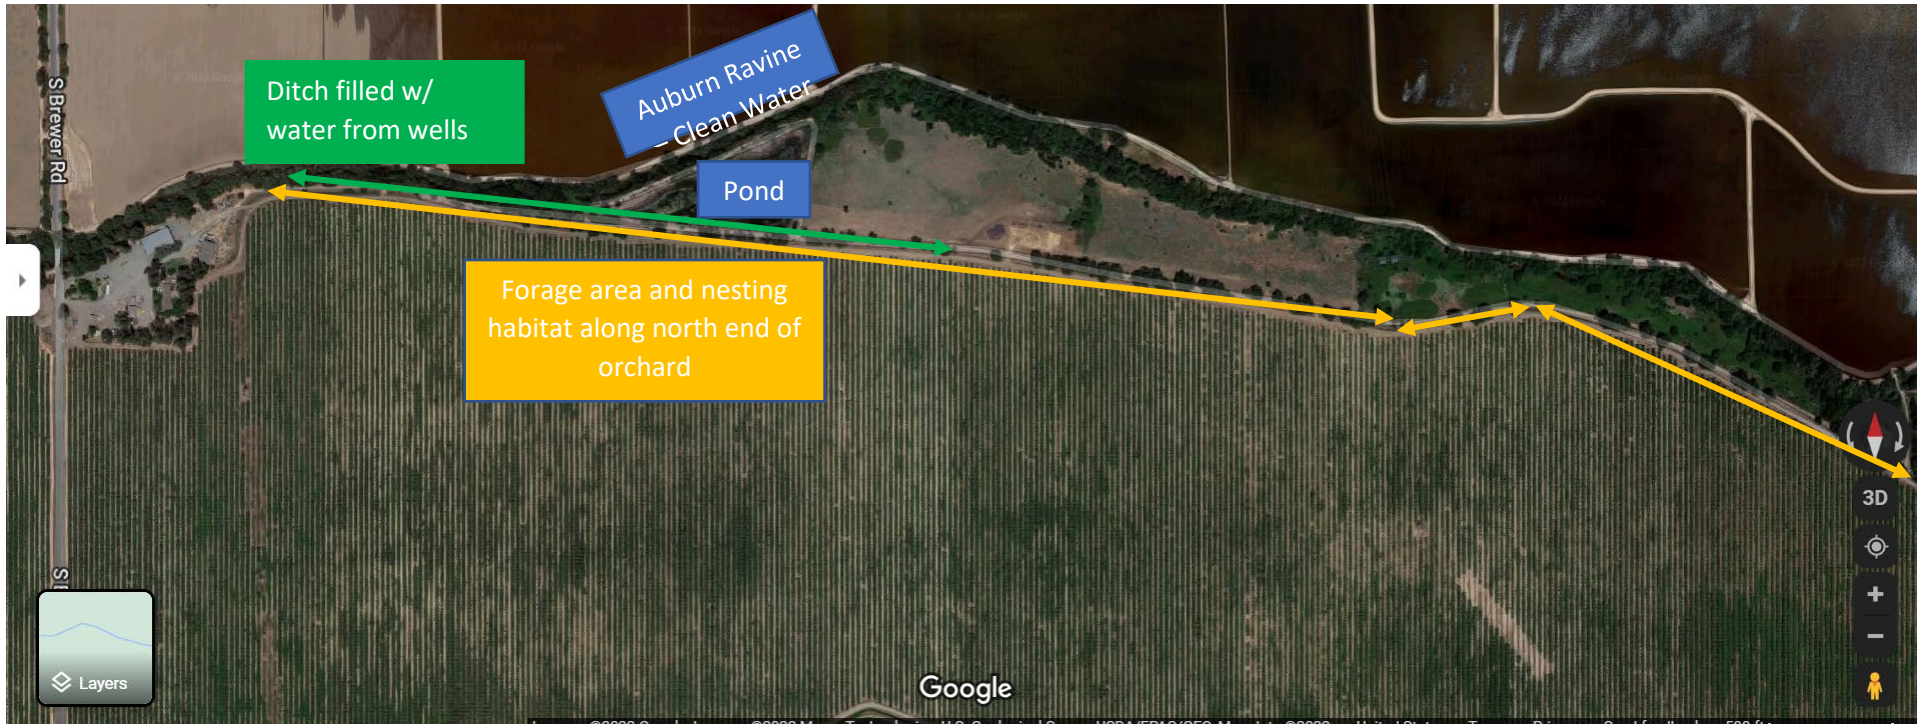 S Brewer Rd
Ditch filled w/
water from wells
Auburn Ravine
– Clean Water
Pond
Forage area and nesting
habitat along north end of
orchard
3D
Layers
Google